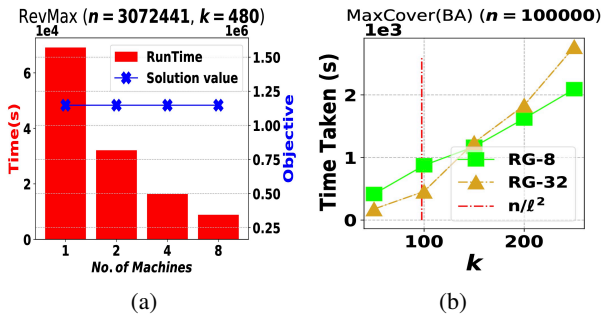 RevMax (n = 3072441, k = 480)
1e4
1e6
RunTime
Solution value
6
4
2
0
Time(s)
1.50
1.25
1.00
0.75
0.50
0.25
Objective
1 2 4 8
No. of Machines
(a)
MaxCover(BA) (n = 100000)
1e3
2
1
0
Time Taken (s)
RG-8
RG-32
n/ℓ²
100 200
k
(b)